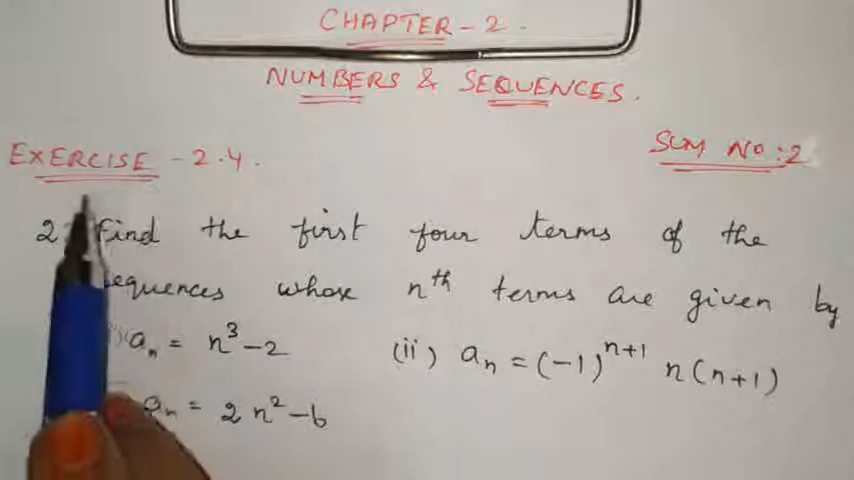 CHAPTER - 2.
NUMBERS & SEQUENCES.
EXERCISE - 2.4.
SUM No: 2
2) Find the first four terms of the
sequences whose nth terms are given by
aₙ = n³ - 2 (ii) aₙ = (-1)ⁿ⁺¹ n(n+1)
aₙ = 2n² - 6